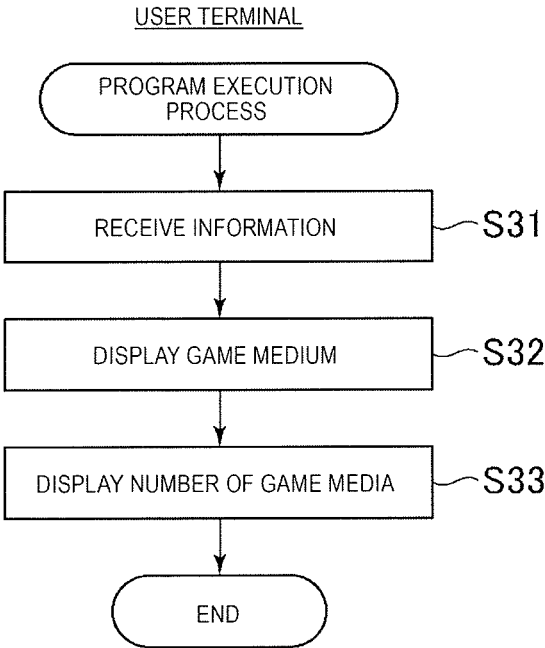 USER TERMINAL
PROGRAM EXECUTION
PROCESS
RECEIVE INFORMATION
S31
DISPLAY GAME MEDIUM
S32
DISPLAY NUMBER OF GAME MEDIA
S33
END